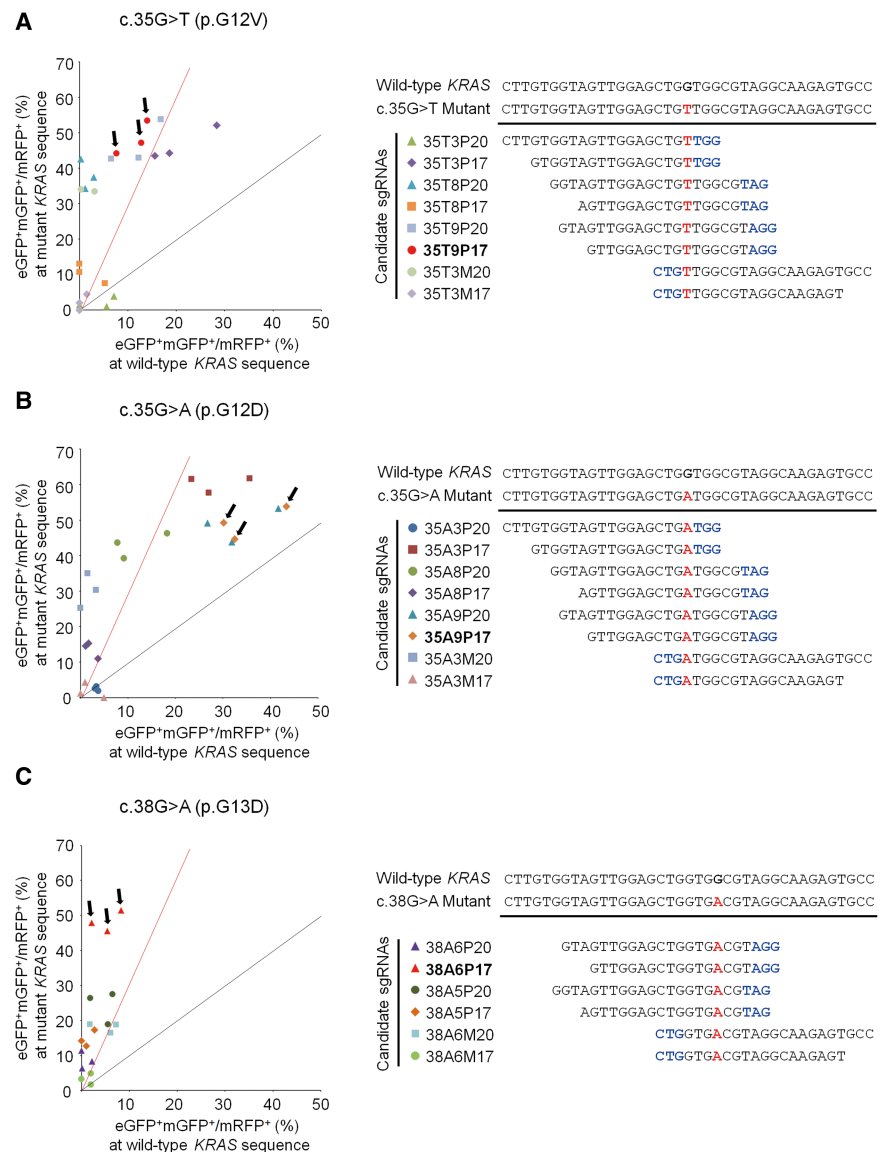 A
c.35G>T (p.G12V)
eGFP⁺mGFP⁺/mRFP⁺ (%)
at mutant KRAS sequence
70
60
50
40
30
20
10
0
10
20
30
40
50
eGFP⁺mGFP⁺/mRFP⁺ (%)
at wild-type KRAS sequence
Wild-type KRAS CTTGTGGTAGTTGGAGCTGGTGGCGTAGGCAAGAGTGCC
c.35G>T Mutant CTTGTGGTAGTTGGAGCTGTTGGCGTAGGCAAGAGTGCC
Candidate sgRNAs
35T3P20 CTTGTGGTAGTTGGAGCTGTTGG
35T3P17 GTGGTAGTTGGAGCTGTTGG
35T8P20 GGTAGTTGGAGCTGTTGGCGTAG
35T8P17 AGTTGGAGCTGTTGGCGTAG
35T9P20 GTAGTTGGAGCTGTTGGCGTAGG
35T9P17 GTTGGAGCTGTTGGCGTAGG
35T3M20 CTGTTGGCGTAGGCAAGAGTGCC
35T3M17 CTGTTGGCGTAGGCAAGAGT
B
c.35G>A (p.G12D)
eGFP⁺mGFP⁺/mRFP⁺ (%)
at mutant KRAS sequence
70
60
50
40
30
20
10
0
10
20
30
40
50
eGFP⁺mGFP⁺/mRFP⁺ (%)
at wild-type KRAS sequence
Wild-type KRAS CTTGTGGTAGTTGGAGCTGGTGGCGTAGGCAAGAGTGCC
c.35G>A Mutant CTTGTGGTAGTTGGAGCTGATGGCGTAGGCAAGAGTGCC
Candidate sgRNAs
35A3P20 CTTGTGGTAGTTGGAGCTGATGG
35A3P17 GTGGTAGTTGGAGCTGATGG
35A8P20 GGTAGTTGGAGCTGATGGCGTAG
35A8P17 AGTTGGAGCTGATGGCGTAG
35A9P20 GTAGTTGGAGCTGATGGCGTAGG
35A9P17 GTTGGAGCTGATGGCGTAGG
35A3M20 CTGATGGCGTAGGCAAGAGTGCC
35A3M17 CTGATGGCGTAGGCAAGAGT
C
c.38G>A (p.G13D)
eGFP⁺mGFP⁺/mRFP⁺ (%)
at mutant KRAS sequence
70
60
50
40
30
20
10
0
10
20
30
40
50
eGFP⁺mGFP⁺/mRFP⁺ (%)
at wild-type KRAS sequence
Wild-type KRAS CTTGTGGTAGTTGGAGCTGGTGGCGTAGGCAAGAGTGCC
c.38G>A Mutant CTTGTGGTAGTTGGAGCTGGTGACGTAGGCAAGAGTGCC
Candidate sgRNAs
38A6P20 GTAGTTGGAGCTGGTGACGTAGG
38A6P17 GTTGGAGCTGGTGACGTAGG
38A5P20 GGTAGTTGGAGCTGGTGACGTAG
38A5P17 AGTTGGAGCTGGTGACGTAG
38A6M20 CTGGTGACGTAGGCAAGAGTGCC
38A6M17 CTGGTGACGTAGGCAAGAGT